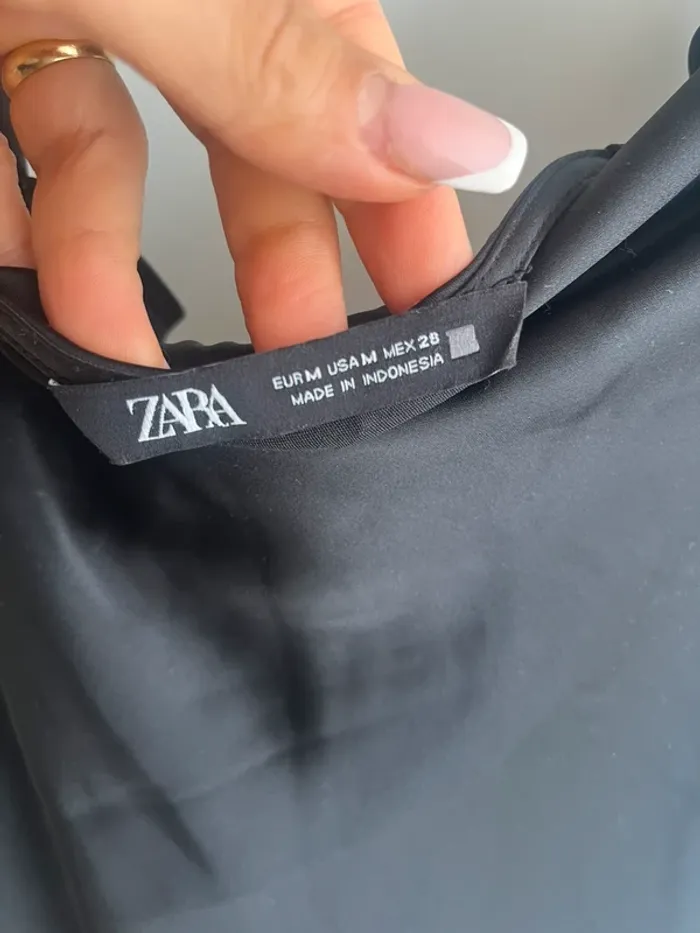 ZARA
EUR M USA M MEX 28
MADE IN INDONESIA